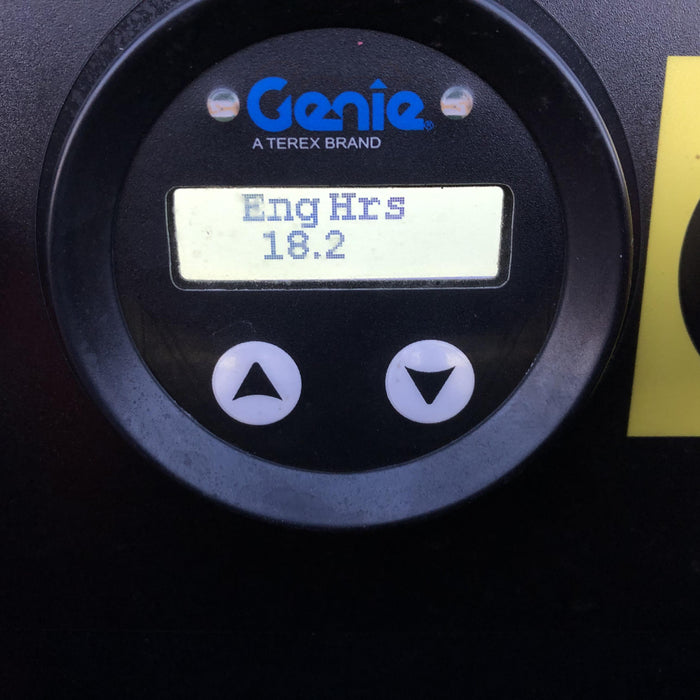 Genie®
A TEREX BRAND
Eng Hrs
18.2